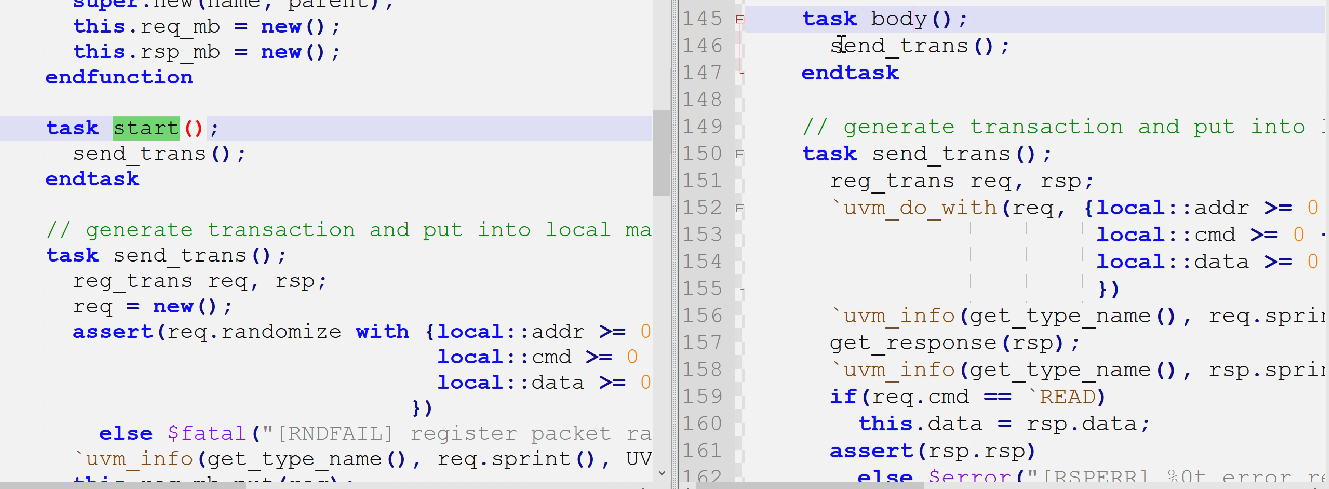 super.new(name, parent);
this.req_mb = new();
this.rsp_mb = new();
endfunction
task start();
send_trans();
endtask
// generate transaction and put into local ma
task send_trans();
reg_trans req, rsp;
req = new();
assert(req.randomize with {local::addr >= 0
local::cmd >= 0
local::data >= 0
})
else $fatal("[RNDFAIL] register packet ra
`uvm_info(get_type_name(), req.sprint(), UV
this.req_mb.put(req);
145 task body();
146 send_trans();
147 endtask
148
149 // generate transaction and put into
150 task send_trans();
151 reg_trans req, rsp;
152 `uvm_do_with(req, {local::addr >= 0
153 local::cmd >= 0
154 local::data >= 0
155 })
156 `uvm_info(get_type_name(), req.sprin
157 get_response(rsp);
158 `uvm_info(get_type_name(), rsp.sprin
159 if(req.cmd == `READ)
160 this.data = rsp.data;
161 assert(rsp.rsp)
162 else $error("[RSPERR] %0t error re